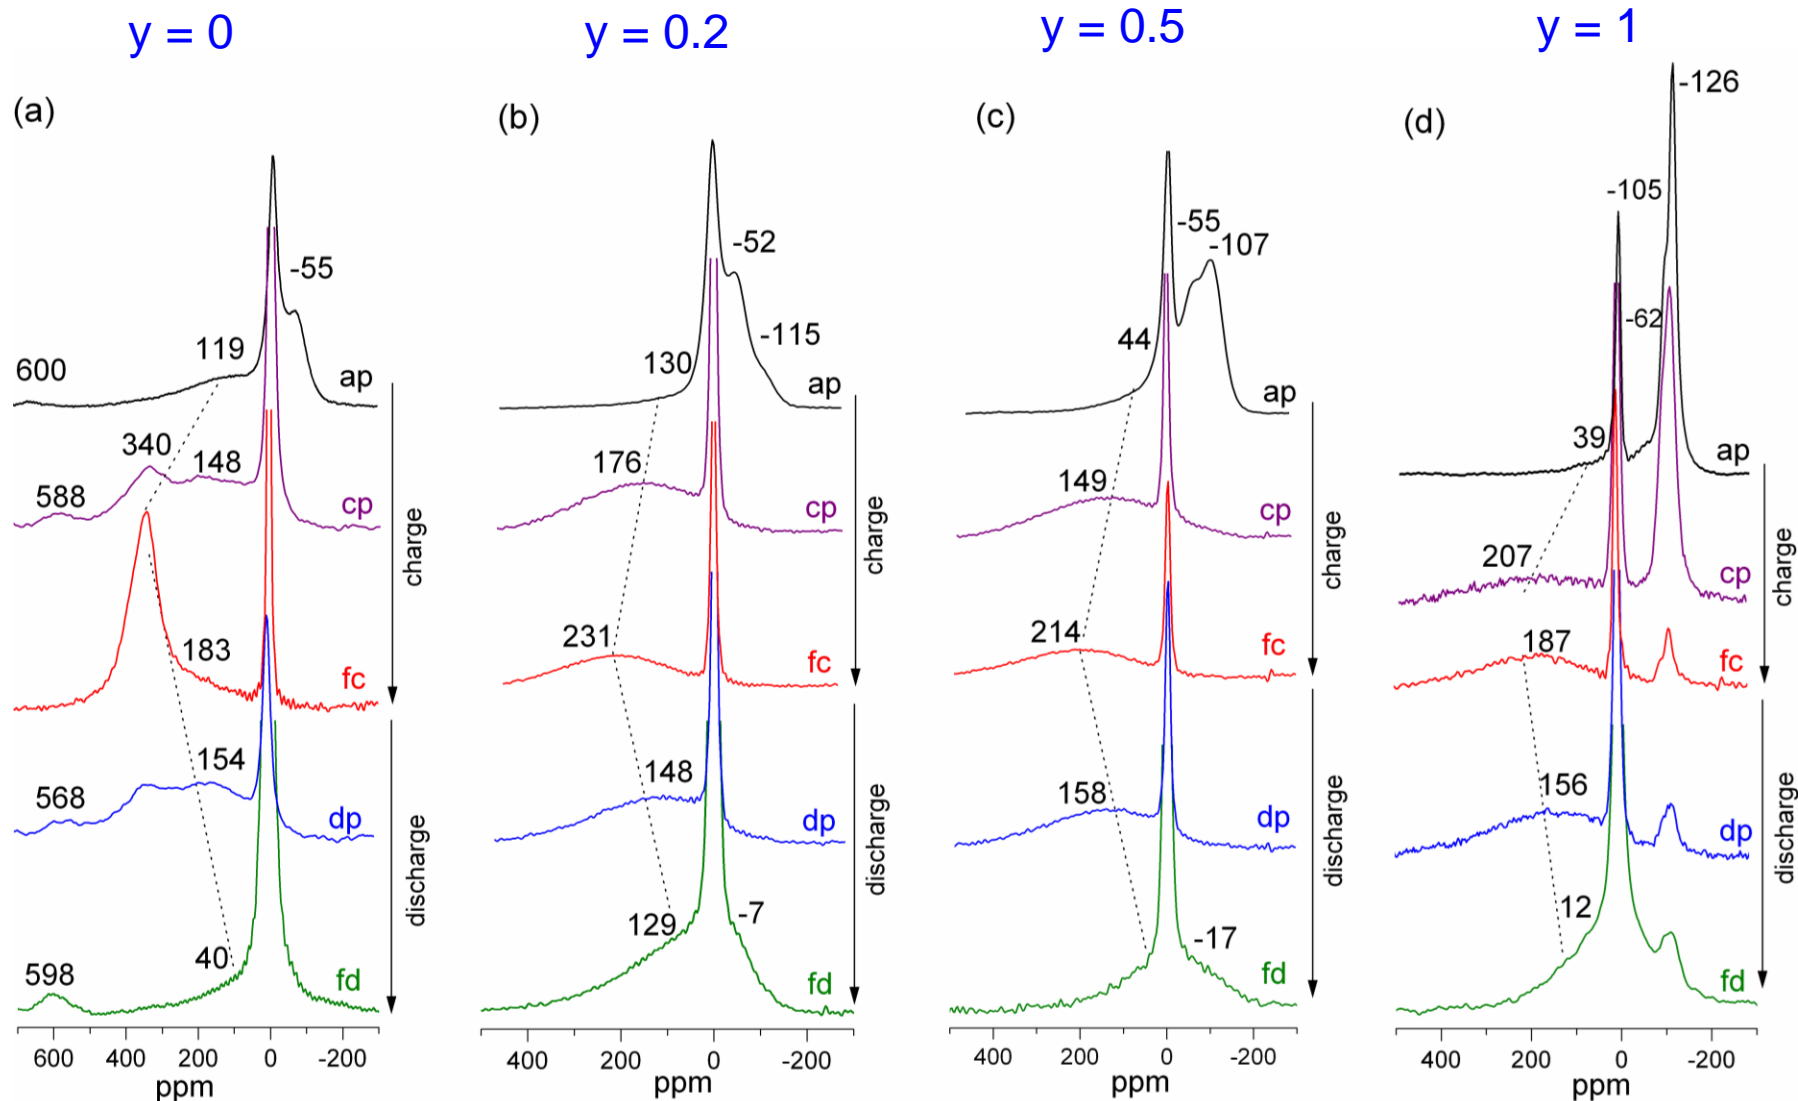 y = 0
y = 0.2
y = 0.5
y = 1
(a)
-55
119
600
ap
340
148
588
cp
charge
183
fc
154
568
dp
discharge
40
598
fd
600
400
200
0
-200
ppm
(b)
-52
-115
130
ap
176
cp
charge
231
fc
148
dp
discharge
129
-7
fd
400
200
0
-200
ppm
(c)
-55
-107
44
ap
149
cp
charge
214
fc
158
dp
discharge
-17
fd
400
200
0
-200
ppm
(d)
-126
-105
-62
39
ap
207
cp
charge
187
fc
156
dp
discharge
12
fd
400
200
0
-200
ppm